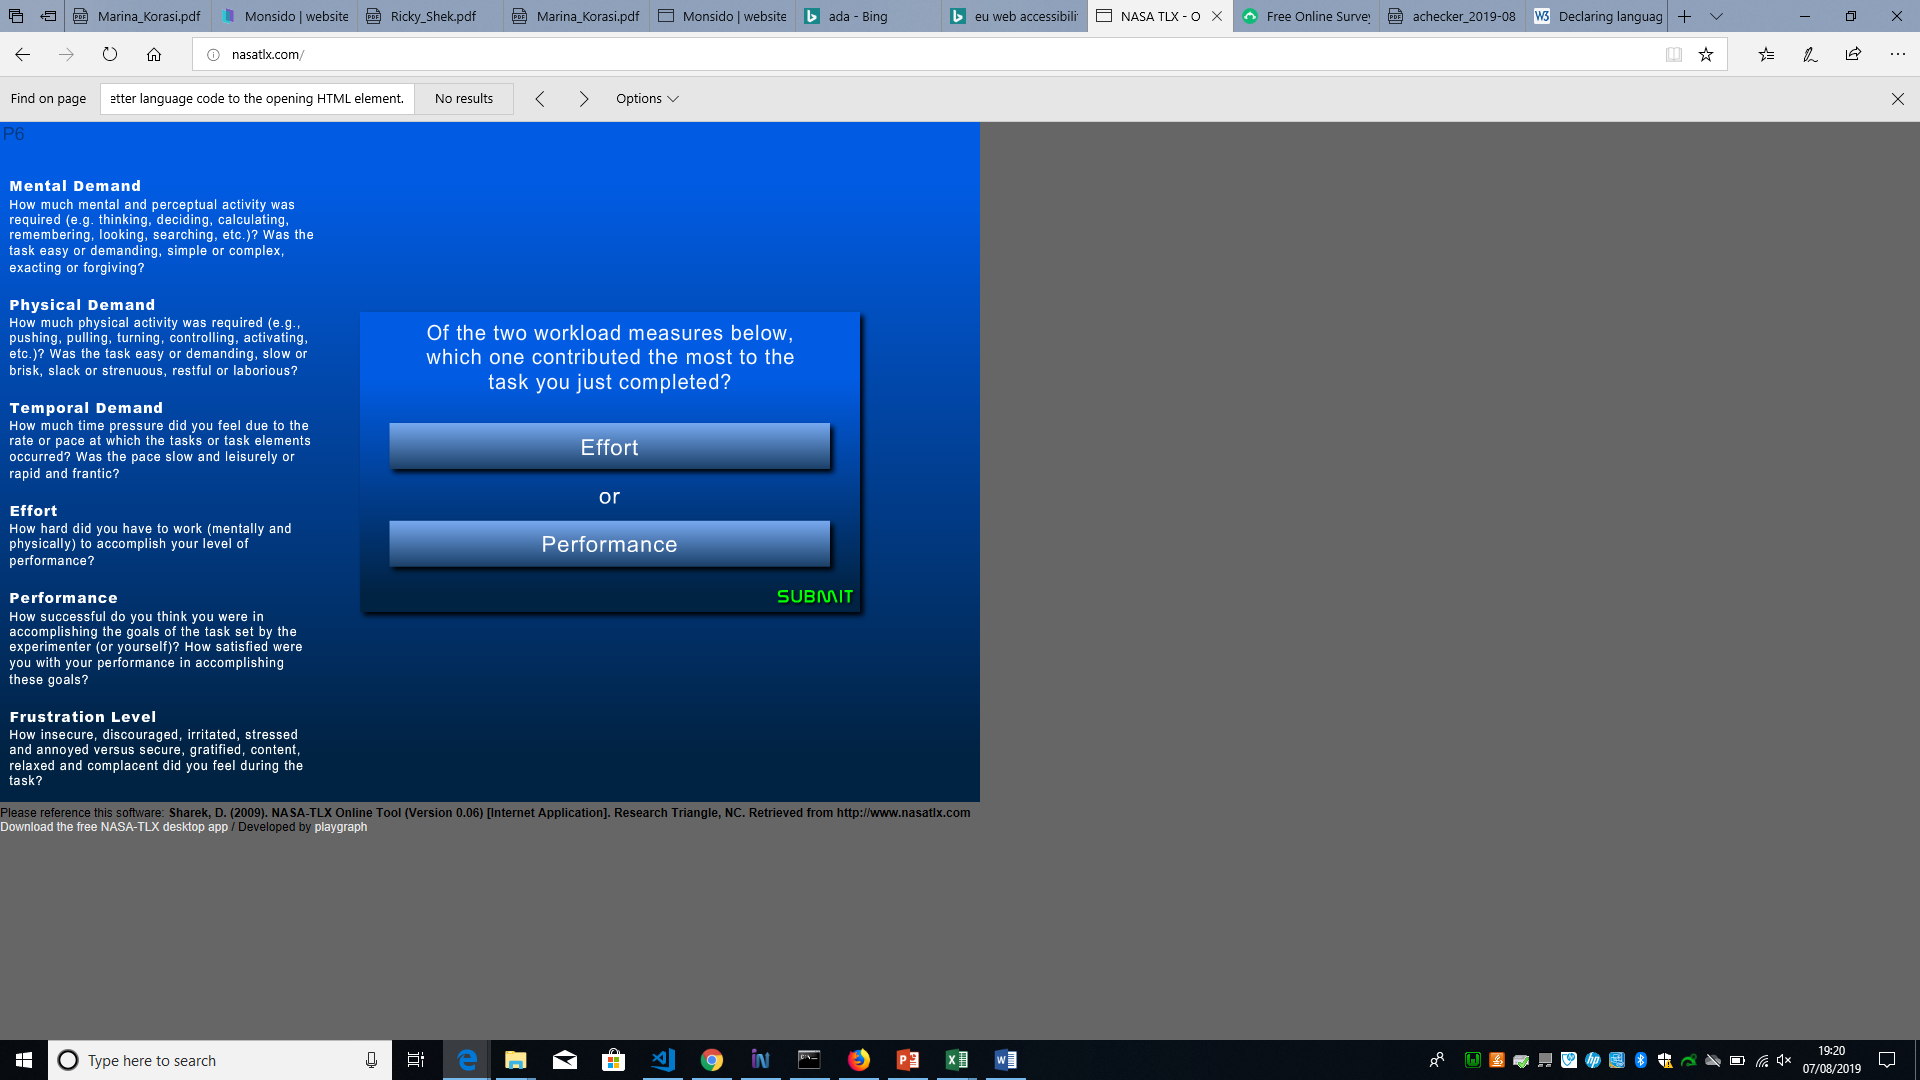 Marina_Korasi.pdf
Monsido | website
Ricky_Shek.pdf
Marina_Korasi.pdf
Monsido | website
ada - Bing
eu web accessibili
NASA TLX - O
Free Online Survey
achecker_2019-08
Declaring languag
nasatlx.com/
Find on page
etter language code to the opening HTML element.
No results
Options
P6
Mental Demand
How much mental and perceptual activity was
required (e.g. thinking, deciding, calculating,
remembering, looking, searching, etc.)? Was the
task easy or demanding, simple or complex,
exacting or forgiving?
Physical Demand
How much physical activity was required (e.g.,
pushing, pulling, turning, controlling, activating,
etc.)? Was the task easy or demanding, slow or
brisk, slack or strenuous, restful or laborious?
Temporal Demand
How much time pressure did you feel due to the
rate or pace at which the tasks or task elements
occurred? Was the pace slow and leisurely or
rapid and frantic?
Effort
How hard did you have to work (mentally and
physically) to accomplish your level of
performance?
Performance
How successful do you think you were in
accomplishing the goals of the task set by the
experimenter (or yourself)? How satisfied were
you with your performance in accomplishing
these goals?
Frustration Level
How insecure, discouraged, irritated, stressed
and annoyed versus secure, gratified, content,
relaxed and complacent did you feel during the
task?
Of the two workload measures below,
which one contributed the most to the
task you just completed?
Effort
or
Performance
SUBMIT
Please reference this software: Sharek, D. (2009). NASA-TLX Online Tool (Version 0.06) [Internet Application]. Research Triangle, NC. Retrieved from http://www.nasatlx.com
Download the free NASA-TLX desktop app / Developed by playgraph
Type here to search
19:20
07/08/2019